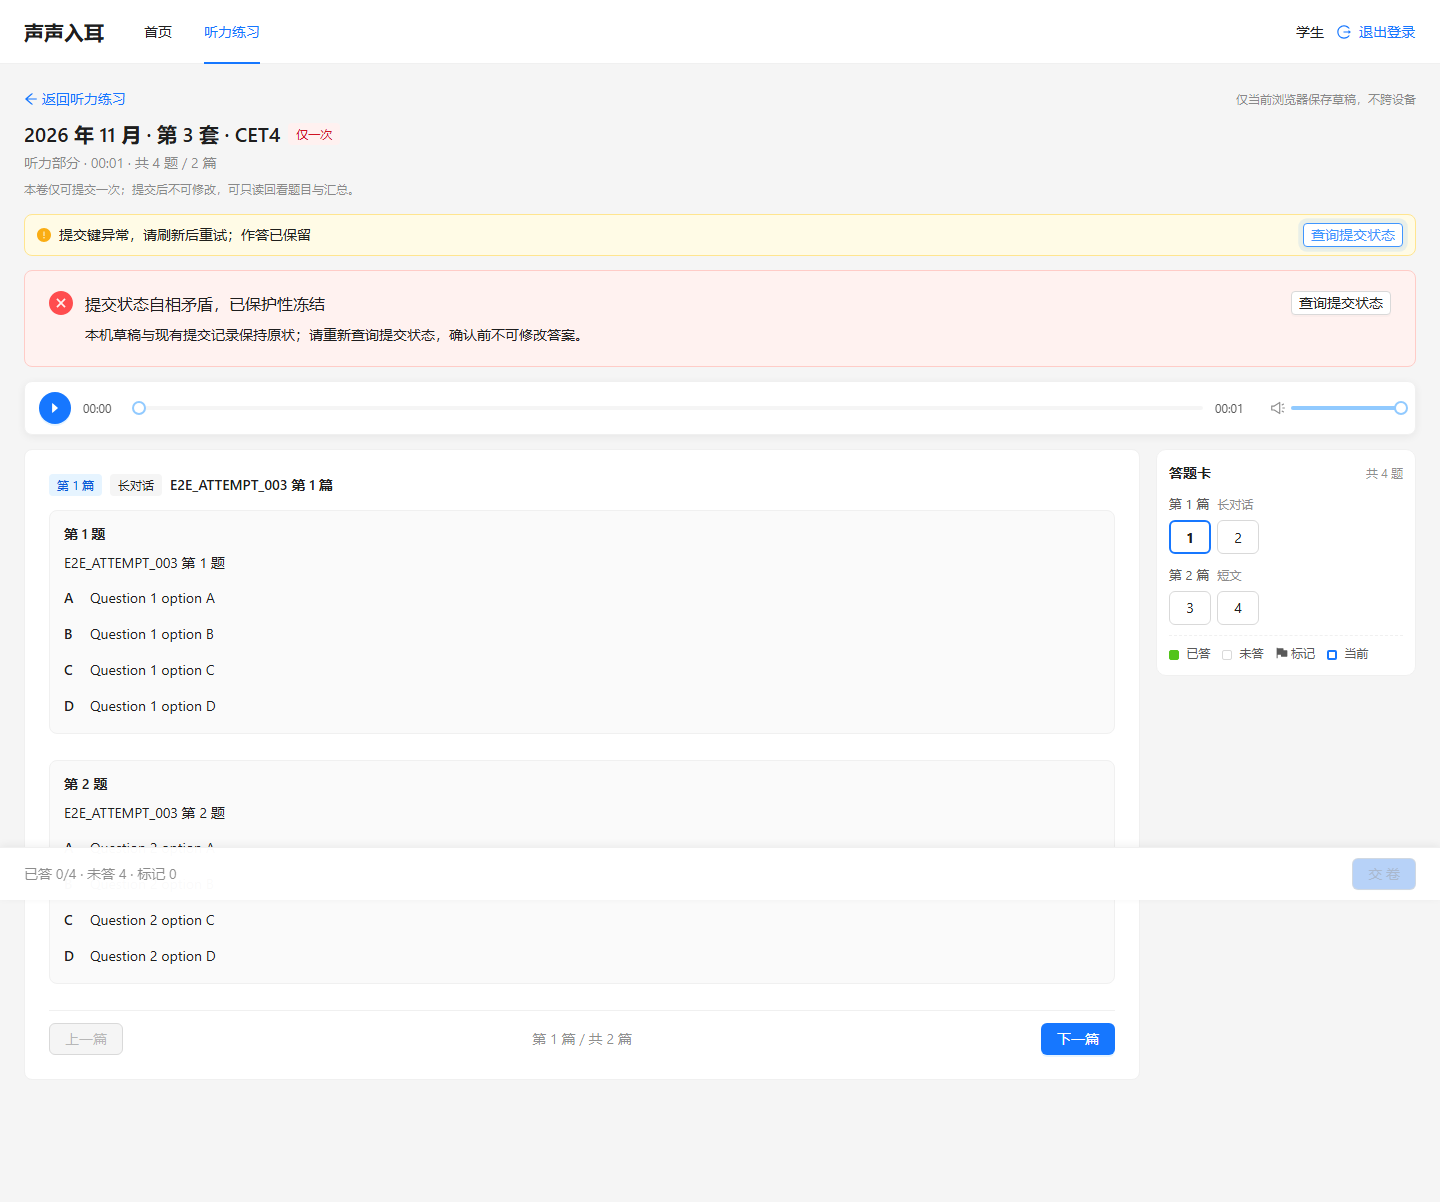 声声入耳 首页 听力练习 学生 退出登录
返回听力练习 仅当前浏览器保存草稿，不跨设备
2026 年 11 月 · 第 3 套 · CET4 仅一次
听力部分 · 00:01 · 共 4 题 / 2 篇
本卷仅可提交一次；提交后不可修改，可只读回看题目与汇总。
提交键异常，请刷新后重试；作答已保留 查询提交状态
提交状态自相矛盾，已保护性冻结 查询提交状态
本机草稿与现有提交记录保持原状；请重新查询提交状态，确认前不可修改答案。
00:00 00:01
第 1 篇 长对话 E2E_ATTEMPT_003 第 1 篇
第 1 题
E2E_ATTEMPT_003 第 1 题
A Question 1 option A
B Question 1 option B
C Question 1 option C
D Question 1 option D
第 2 题
E2E_ATTEMPT_003 第 2 题
A Question 2 option A
C Question 2 option C
D Question 2 option D
上一篇 第 1 篇 / 共 2 篇 下一篇
答题卡 共 4 题
第 1 篇 长对话
1 2
第 2 篇 短文
3 4
已答 未答 标记 当前
已答 0/4 · 未答 4 · 标记 0 交 卷